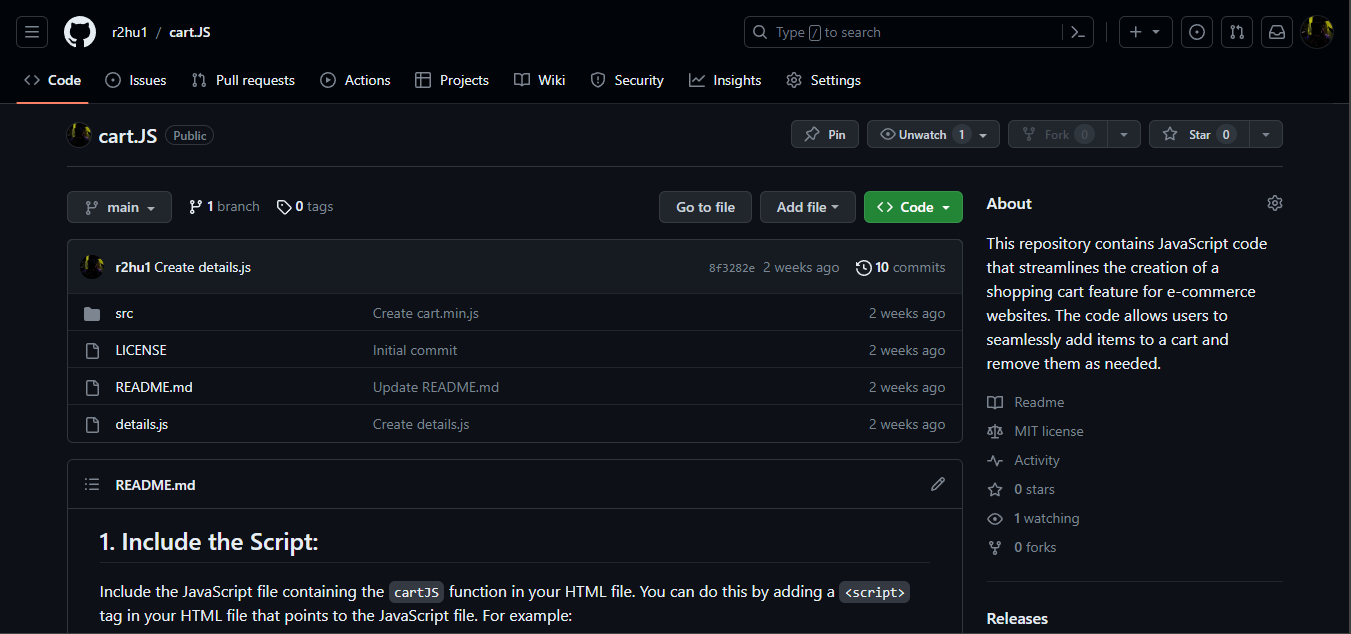 r2hu1 / cart.JS
Type / to search
Code Issues Pull requests Actions Projects Wiki Security Insights Settings
cart.JS Public
Pin Unwatch 1 Fork 0 Star 0
main 1 branch 0 tags
Go to file Add file Code
r2hu1 Create details.js 8f3282e 2 weeks ago 10 commits
src Create cart.min.js 2 weeks ago
LICENSE Initial commit 2 weeks ago
README.md Update README.md 2 weeks ago
details.js Create details.js 2 weeks ago
README.md
1. Include the Script:
Include the JavaScript file containing the cartJS function in your HTML file. You can do this by adding a <script>
tag in your HTML file that points to the JavaScript file. For example:
About
This repository contains JavaScript code
that streamlines the creation of a
shopping cart feature for e-commerce
websites. The code allows users to
seamlessly add items to a cart and
remove them as needed.
Readme
MIT license
Activity
0 stars
1 watching
0 forks
Releases